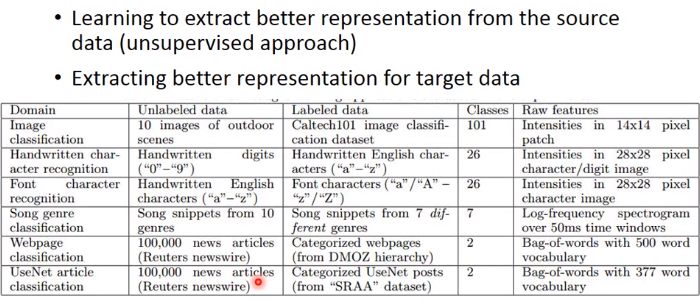 • Learning to extract better representation from the source
data (unsupervised approach)
• Extracting better representation for target data
Domain Unlabeled data Labeled data Classes Raw features
Image classification 10 images of outdoor scenes Caltech101 image classifi-cation dataset 101 Intensities in 14x14 pixel patch
Handwritten char-acter recognition Handwritten digits (“0”–“9”) Handwritten English char-acters (“a”–“z”) 26 Intensities in 28x28 pixel character/digit image
Font character recognition Handwritten English characters (“a”–“z”) Font characters (“a”/“A” – “z”/“Z”) 26 Intensities in 28x28 pixel character image
Song genre classification Song snippets from 10 genres Song snippets from 7 different genres 7 Log-frequency spectrogram over 50ms time windows
Webpage classification 100,000 news articles (Reuters newswire) Categorized webpages (from DMOZ hierarchy) 2 Bag-of-words with 500 word vocabulary
UseNet article classification 100,000 news articles (Reuters newswire) Categorized UseNet posts (from “SRAA” dataset) 2 Bag-of-words with 377 word vocabulary